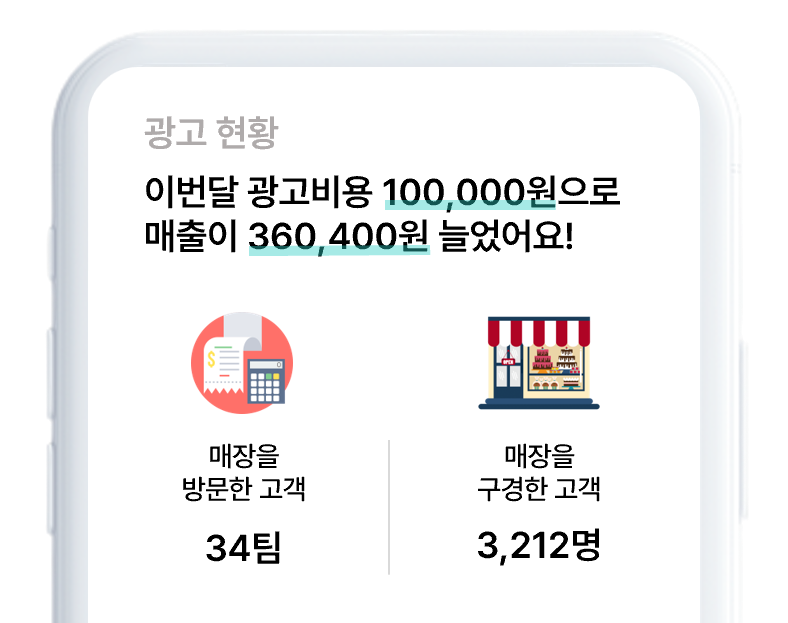 광고 현황
이번달 광고비용 100,000원으로
매출이 360,400원 늘었어요!
$
OPEN
매장을
방문한 고객
34팀
매장을
구경한 고객
3,212명